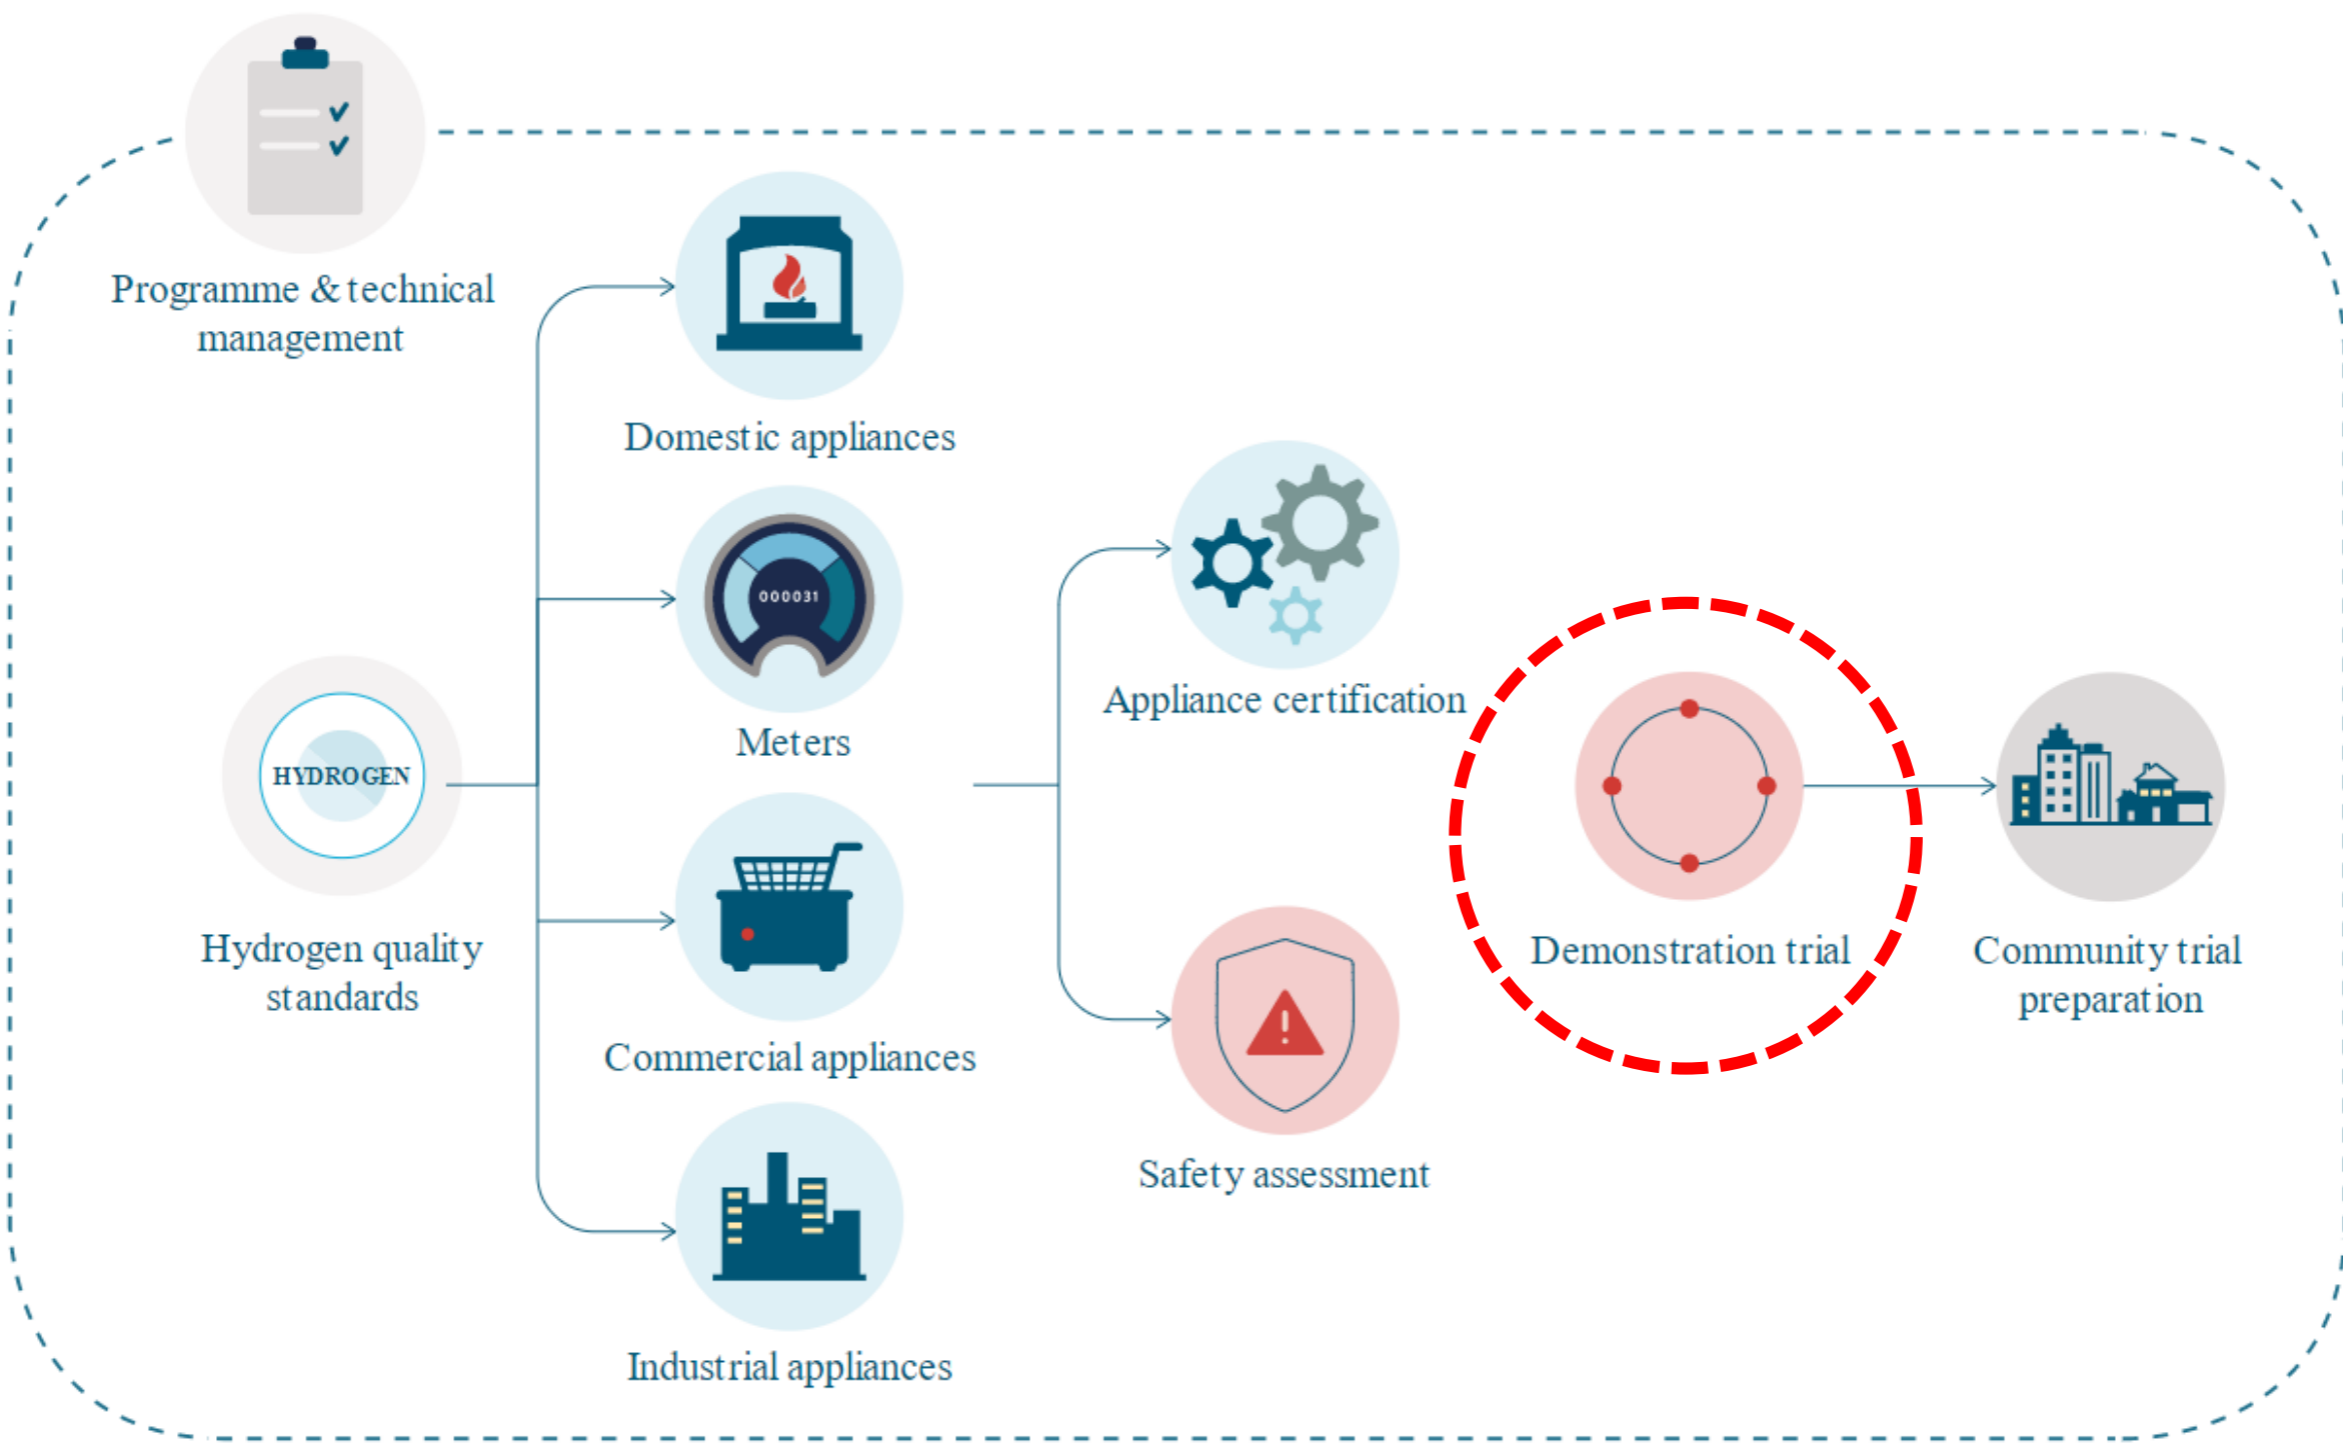 Programme & technical
management
Domestic appliances
000031
Meters
HYDROGEN
Hydrogen quality
standards
Commercial appliances
Industrial appliances
Appliance certification
Safety assessment
Demonstration trial
Community trial
preparation